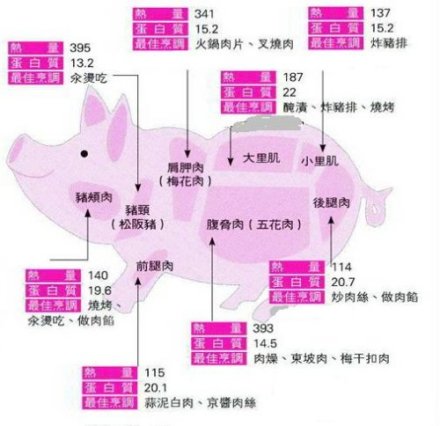 熱量 341
蛋白質 15.2
最佳烹調 火鍋肉片、叉燒肉
熱量 137
蛋白質 15.2
最佳烹調 炸豬排
熱量 395
蛋白質 13.2
最佳烹調 汆燙吃
熱量 187
蛋白質 22
最佳烹調 醃漬、炸豬排、燒烤
肩胛肉
(梅花肉)
大里肌
小里肌
豬頰肉
豬頸
(松阪豬)
腹脅肉(五花肉)
後腿肉
前腿肉
熱量 140
蛋白質 19.6
最佳烹調 燒烤、
汆燙吃、做肉餡
熱量 114
蛋白質 20.7
最佳烹調 炒肉絲、做肉餡
熱量 393
蛋白質 14.5
最佳烹調 肉燥、東坡肉、梅干扣肉
熱量 115
蛋白質 20.1
最佳烹調 蒜泥白肉、京醬肉絲